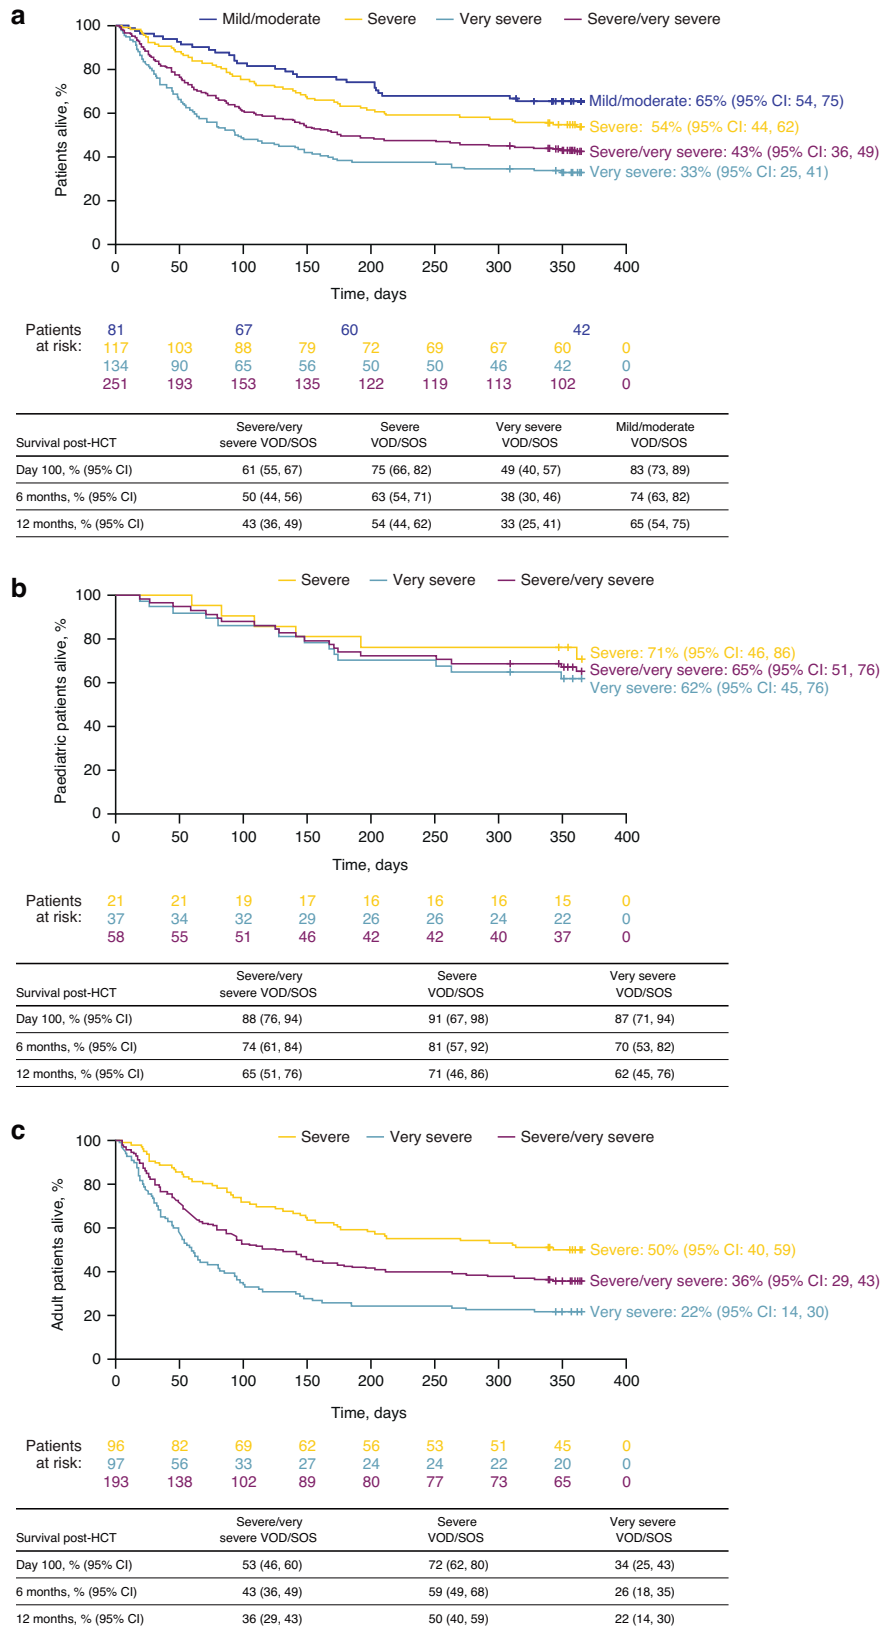 a
Mild/moderate Severe Very severe Severe/very severe
100
80
60
40
20
0
Patients alive, %
Mild/moderate: 65% (95% CI: 54, 75)
Severe: 54% (95% CI: 44, 62)
Severe/very severe: 43% (95% CI: 36, 49)
Very severe: 33% (95% CI: 25, 41)
0 50 100 150 200 250 300 350 400
Time, days
Patients at risk:
81 67 60 42
117 103 88 79 72 69 67 60 0
134 90 65 56 50 50 46 42 0
251 193 153 135 122 119 113 102 0
Survival post-HCT Severe/very severe VOD/SOS Severe VOD/SOS Very severe VOD/SOS Mild/moderate VOD/SOS
Day 100, % (95% CI) 61 (55, 67) 75 (66, 82) 49 (40, 57) 83 (73, 89)
6 months, % (95% CI) 50 (44, 56) 63 (54, 71) 38 (30, 46) 74 (63, 82)
12 months, % (95% CI) 43 (36, 49) 54 (44, 62) 33 (25, 41) 65 (54, 75)
b
Severe Very severe Severe/very severe
100
80
60
40
20
0
Paediatric patients alive, %
Severe: 71% (95% CI: 46, 86)
Severe/very severe: 65% (95% CI: 51, 76)
Very severe: 62% (95% CI: 45, 76)
0 50 100 150 200 250 300 350 400
Time, days
Patients at risk:
21 21 19 17 16 16 16 15 0
37 34 32 29 26 26 24 22 0
58 55 51 46 42 42 40 37 0
Survival post-HCT Severe/very severe VOD/SOS Severe VOD/SOS Very severe VOD/SOS
Day 100, % (95% CI) 88 (76, 94) 91 (67, 98) 87 (71, 94)
6 months, % (95% CI) 74 (61, 84) 81 (57, 92) 70 (53, 82)
12 months, % (95% CI) 65 (51, 76) 71 (46, 86) 62 (45, 76)
c
Severe Very severe Severe/very severe
100
80
60
40
20
0
Adult patients alive, %
Severe: 50% (95% CI: 40, 59)
Severe/very severe: 36% (95% CI: 29, 43)
Very severe: 22% (95% CI: 14, 30)
0 50 100 150 200 250 300 350 400
Time, days
Patients at risk:
96 82 69 62 56 53 51 45 0
97 56 33 27 24 24 22 20 0
193 138 102 89 80 77 73 65 0
Survival post-HCT Severe/very severe VOD/SOS Severe VOD/SOS Very severe VOD/SOS
Day 100, % (95% CI) 53 (46, 60) 72 (62, 80) 34 (25, 43)
6 months, % (95% CI) 43 (36, 49) 59 (49, 68) 26 (18, 35)
12 months, % (95% CI) 36 (29, 43) 50 (40, 59) 22 (14, 30)